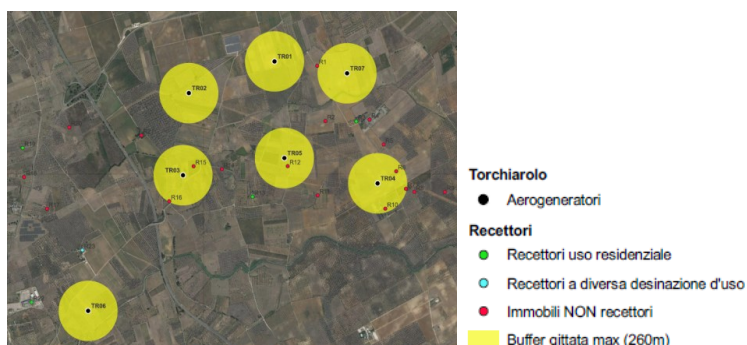 TR01
R1
TR07
TR02
TR05
R15
R12
TR03
TR04
R16
R10
TR06
Torchiarolo
Aerogeneratori
Recettori
Recettori uso residenziale
Recettori a diversa desinazione d'uso
Immobili NON recettori
Buffer gittata max (260m)